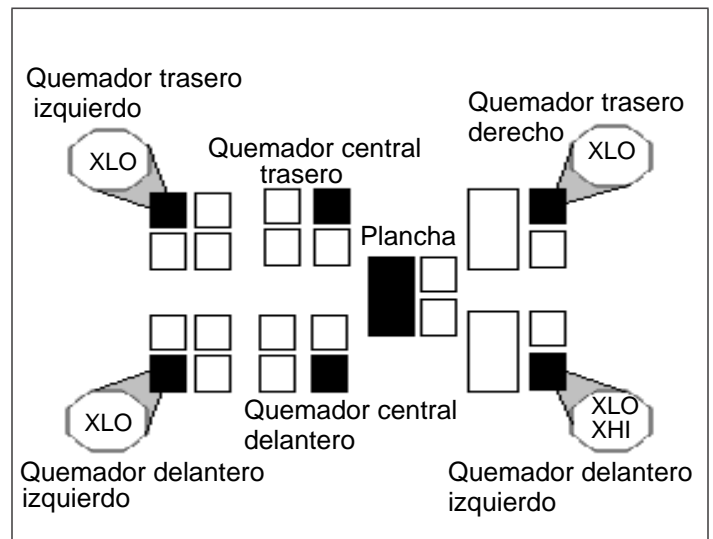 Quemador trasero
izquierdo
XLO
Quemador central
trasero
Quemador trasero
derecho
XLO
Plancha
XLO
Quemador delantero
izquierdo
Quemador central
delantero
XLO
XHI
Quemador delantero
izquierdo